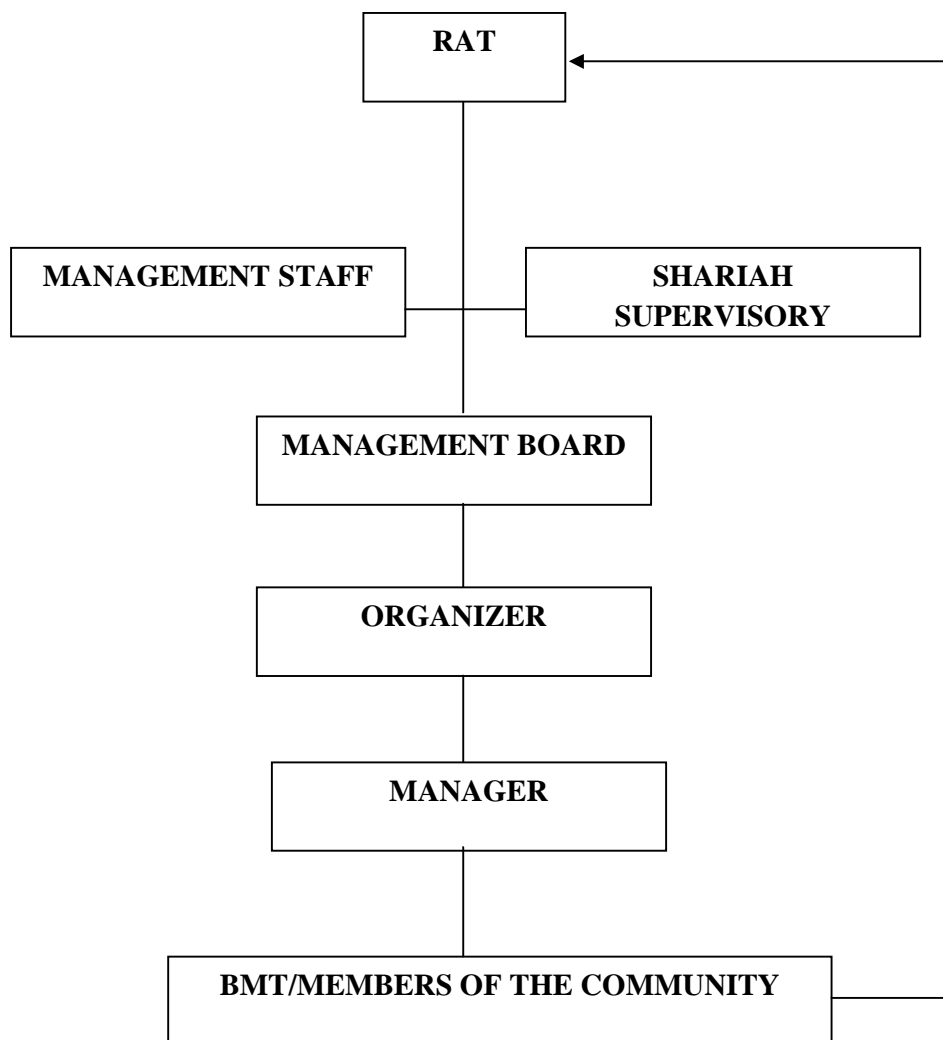 RAT
MANAGEMENT STAFF
SHARIAH
SUPERVISORY
MANAGEMENT BOARD
ORGANIZER
MANAGER
BMT/MEMBERS OF THE COMMUNITY